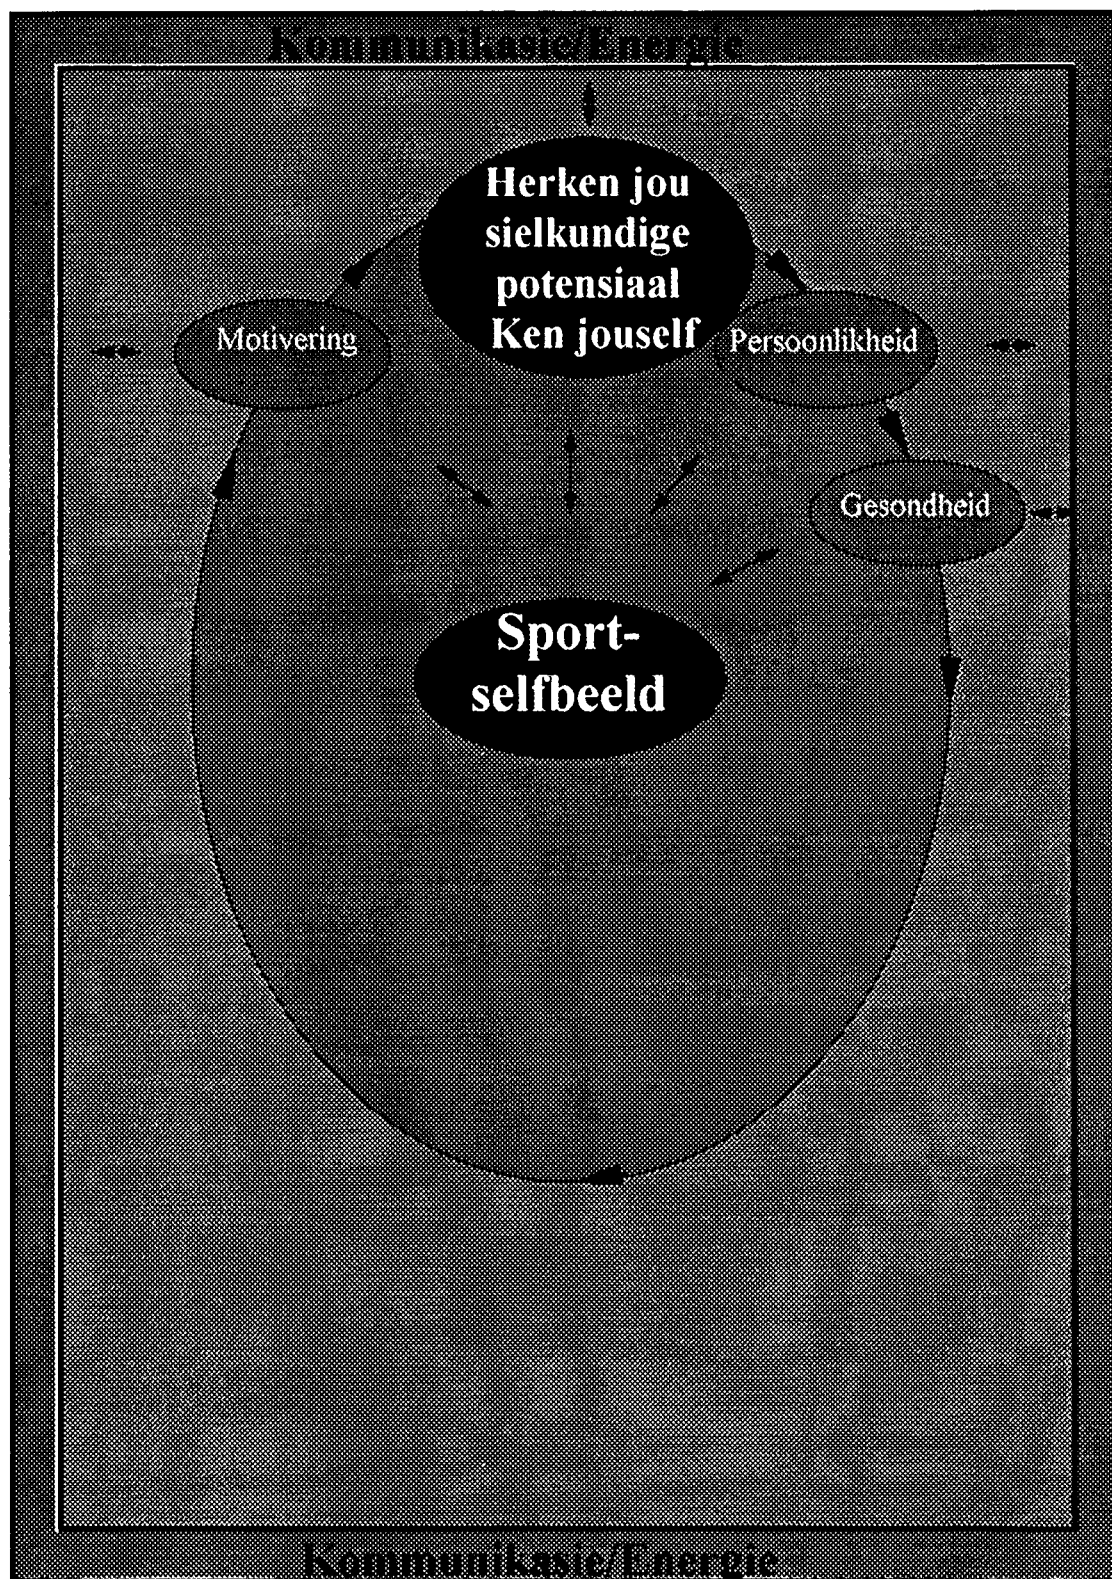 Kommunikasie/Energie
Herken jou
sielkundige
potensiaal
Ken jouself
Motivering
Persoonlikheid
Gesondheid
Sport-
selfbeeld
Kommunikasie/Energie